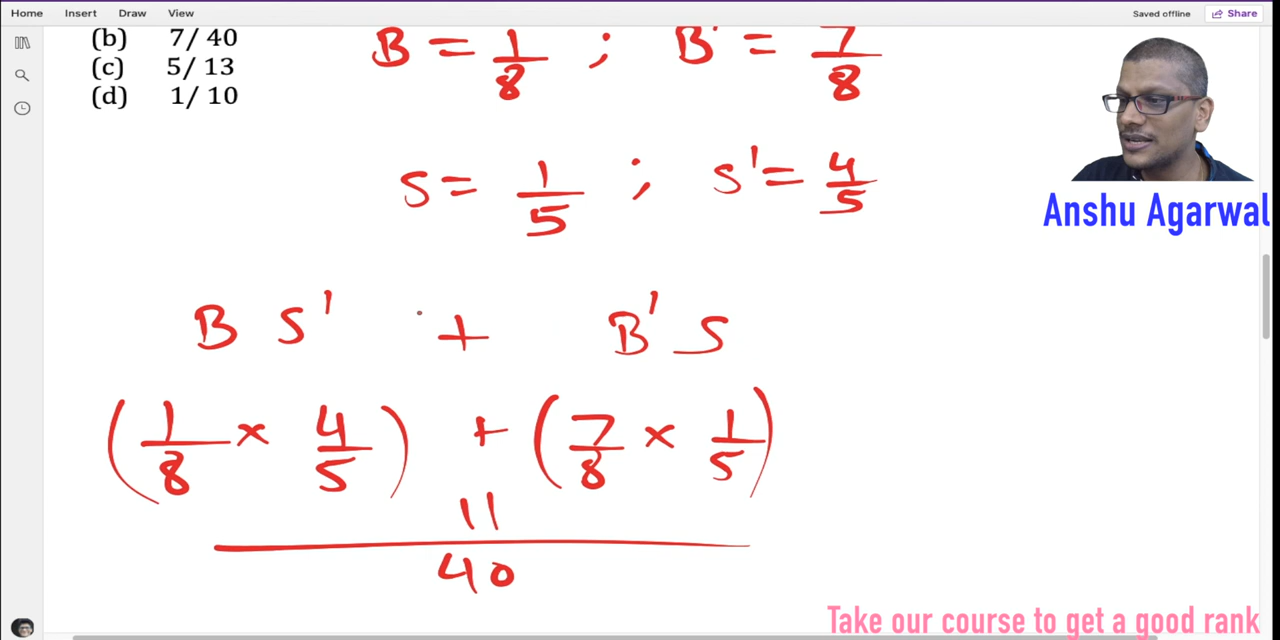 Home Insert Draw View Saved offline Share
(b) 7/ 40
(c) 5/ 13
(d) 1/ 10
B = 1/8 ; B' = 7/8
S = 1/5 ; S' = 4/5
Anshu Agarwal
B S' + B' S
(1/8 × 4/5) + (7/8 × 1/5)
11
40
Take our course to get a good rank